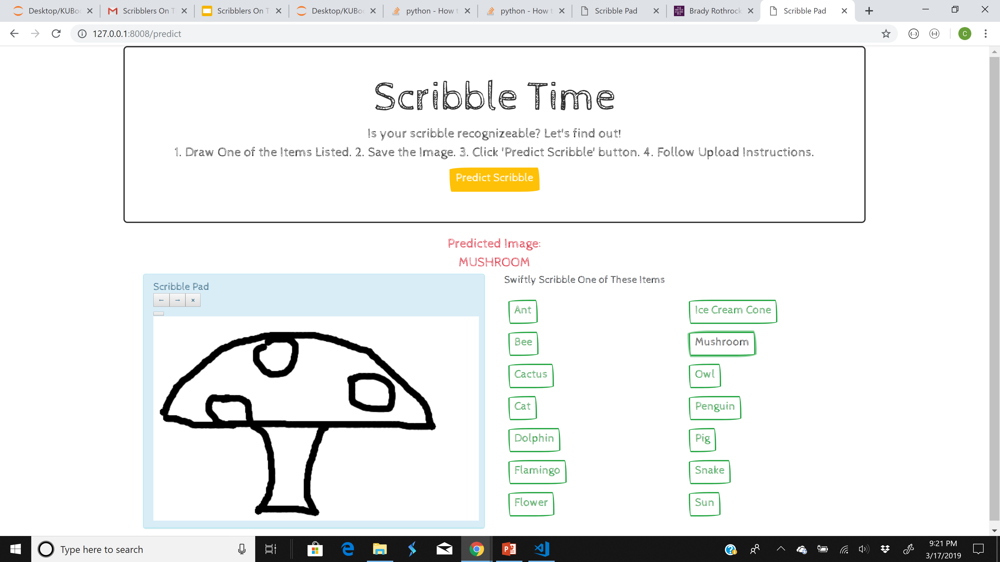 Desktop/KUBoo
Scribblers On T
Scribblers On T
Desktop/KUBoo
python - How t
python - How t
Scribble Pad
Brady Rothrock
Scribble Pad
127.0.0.1:8008/predict
C
Scribble Time
Is your scribble recognizeable? Let's find out!
1. Draw One of the Items Listed. 2. Save the Image. 3. Click 'Predict Scribble' button. 4. Follow Upload Instructions.
Predict Scribble
Predicted Image:
MUSHROOM
Scribble Pad
Swiftly Scribble One of These Items
Ant
Ice Cream Cone
Bee
Mushroom
Cactus
Owl
Cat
Penguin
Dolphin
Pig
Flamingo
Snake
Flower
Sun
Type here to search
9:21 PM
3/17/2019